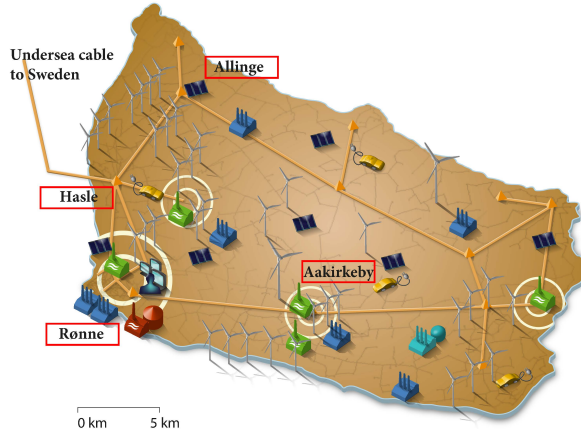 Undersea cable
to Sweden
Allinge
Hasle
Aakirkeby
Rønne
0 km 5 km